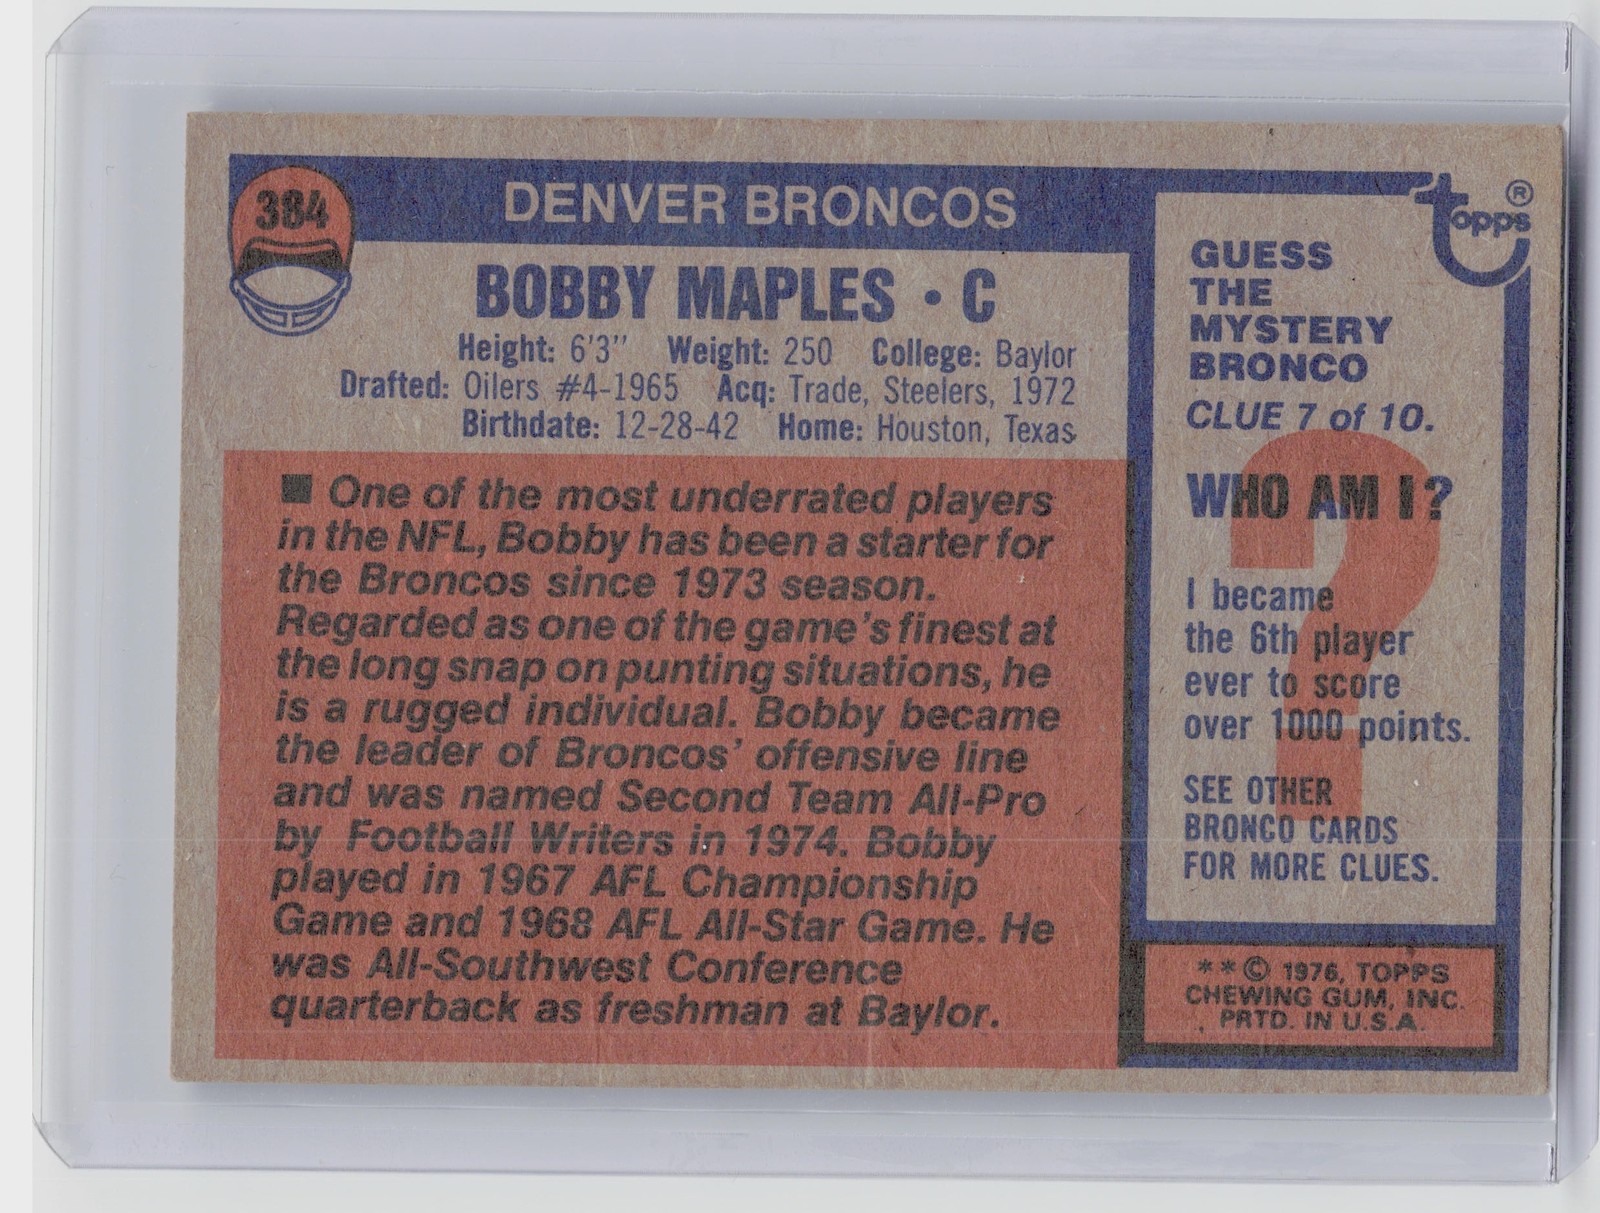 384
DENVER BRONCOS
BOBBY MAPLES • C
Height: 6'3" Weight: 250 College: Baylor
Drafted: Oilers #4-1965 Acq: Trade, Steelers, 1972
Birthdate: 12-28-42 Home: Houston, Texas
■ One of the most underrated players
in the NFL, Bobby has been a starter for
the Broncos since 1973 season.
Regarded as one of the game's finest at
the long snap on punting situations, he
is a rugged individual. Bobby became
the leader of Broncos' offensive line
and was named Second Team All-Pro
by Football Writers in 1974. Bobby
played in 1967 AFL Championship
Game and 1968 AFL All-Star Game. He
was All-Southwest Conference
quarterback as freshman at Baylor.
topps®
GUESS
THE
MYSTERY
BRONCO
CLUE 7 of 10.
?
WHO AM I?
I became
the 6th player
ever to score
over 1000 points.
SEE OTHER
BRONCO CARDS
FOR MORE CLUES.
**© 1976, TOPPS
CHEWING GUM, INC.
PRTD. IN U.S.A.